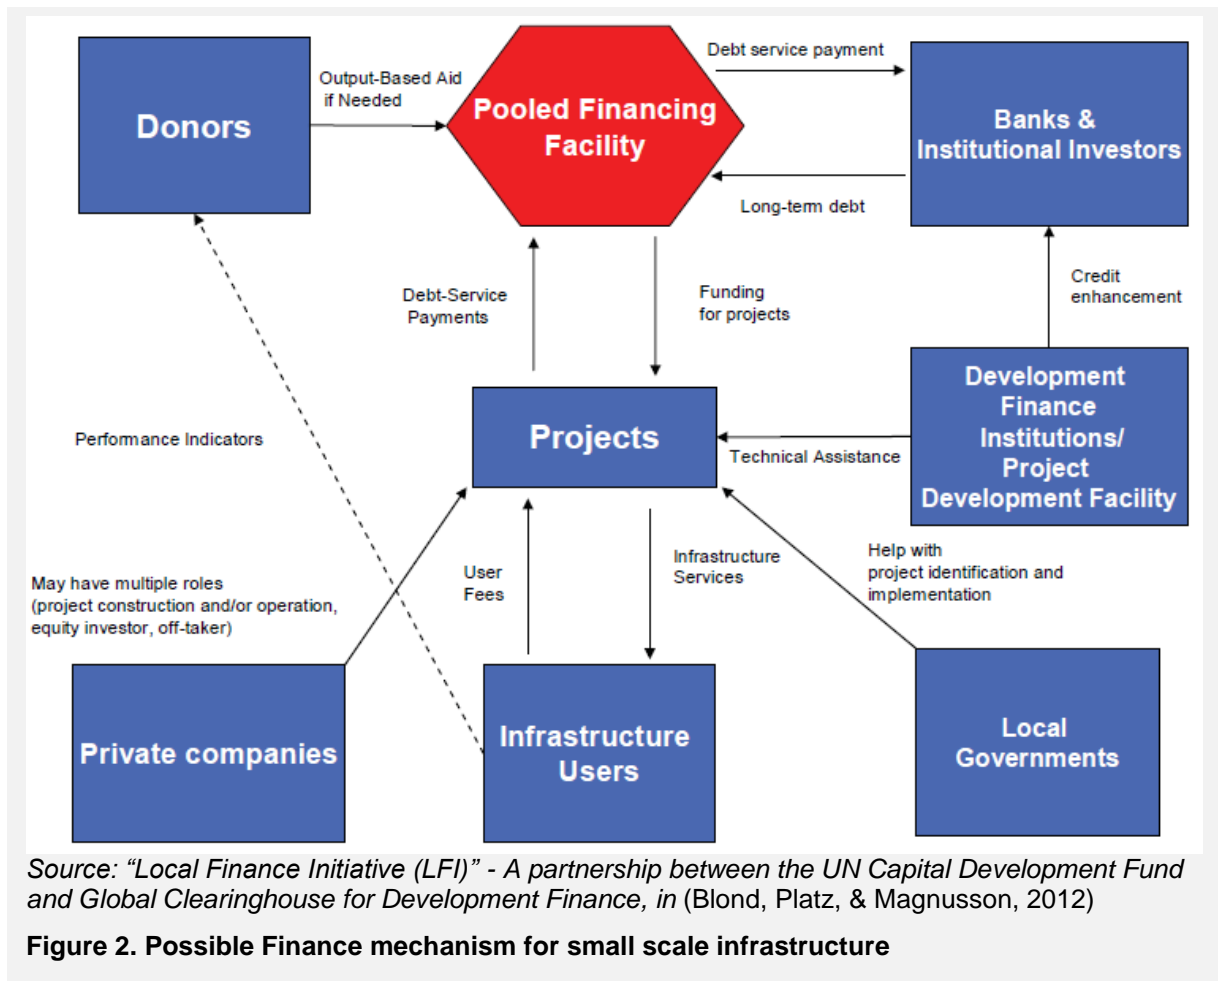 Donors
Output-Based Aid
if Needed
Pooled Financing
Facility
Debt service payment
Banks &
Institutional Investors
Long-term debt
Debt-Service
Payments
Funding
for projects
Credit
enhancement
Performance Indicators
Projects
Technical Assistance
Development
Finance
Institutions/
Project
Development Facility
May have multiple roles
(project construction and/or operation,
equity investor, off-taker)
User
Fees
Infrastructure
Services
Help with
project identification and
implementation
Private companies
Infrastructure
Users
Local
Governments
Source: “Local Finance Initiative (LFI)” - A partnership between the UN Capital Development Fund
and Global Clearinghouse for Development Finance, in (Blond, Platz, & Magnusson, 2012)
Figure 2. Possible Finance mechanism for small scale infrastructure